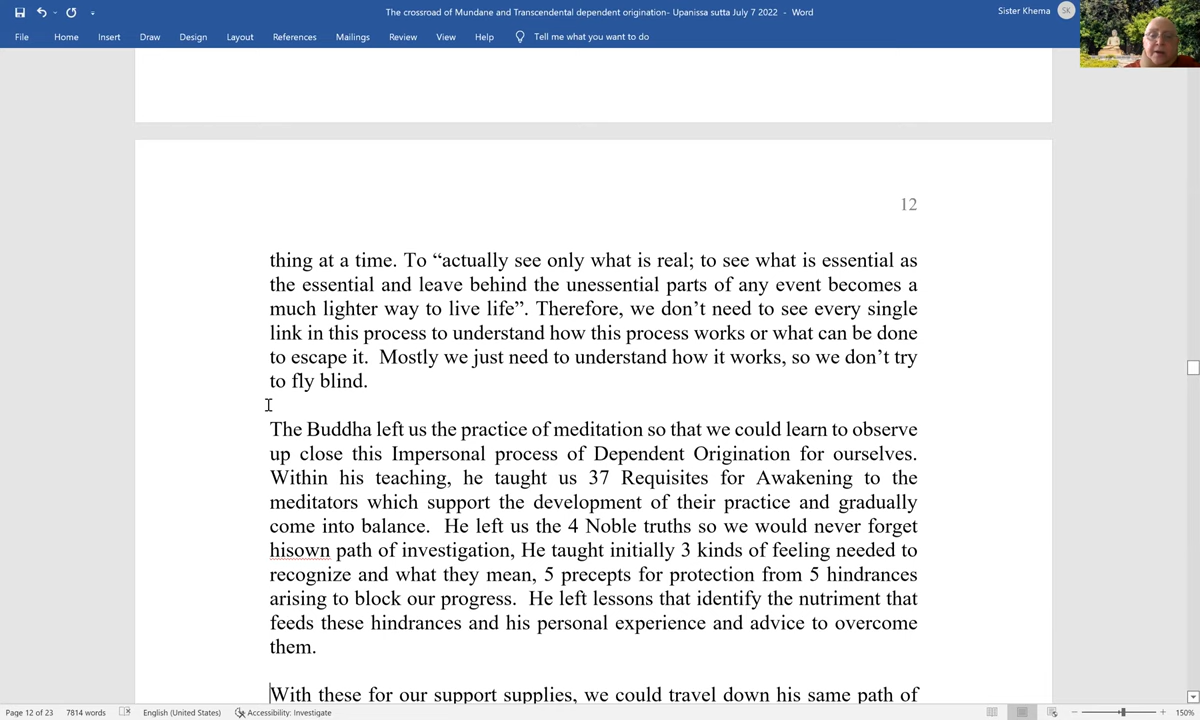 The crossroad of Mundane and Transcendental dependent origination- Upanissa sutta July 7 2022 - Word
Sister Khema
SK
File Home Insert Draw Design Layout References Mailings Review View Help Tell me what you want to do
12
thing at a time. To “actually see only what is real; to see what is essential as
the essential and leave behind the unessential parts of any event becomes a
much lighter way to live life”. Therefore, we don’t need to see every single
link in this process to understand how this process works or what can be done
to escape it. Mostly we just need to understand how it works, so we don’t try
to fly blind.
The Buddha left us the practice of meditation so that we could learn to observe
up close this Impersonal process of Dependent Origination for ourselves.
Within his teaching, he taught us 37 Requisites for Awakening to the
meditators which support the development of their practice and gradually
come into balance. He left us the 4 Noble truths so we would never forget
hisown path of investigation, He taught initially 3 kinds of feeling needed to
recognize and what they mean, 5 precepts for protection from 5 hindrances
arising to block our progress. He left lessons that identify the nutriment that
feeds these hindrances and his personal experience and advice to overcome
them.
With these for our support supplies, we could travel down his same path of
Page 12 of 23 7814 words English (United States) Accessibility: Investigate 150%